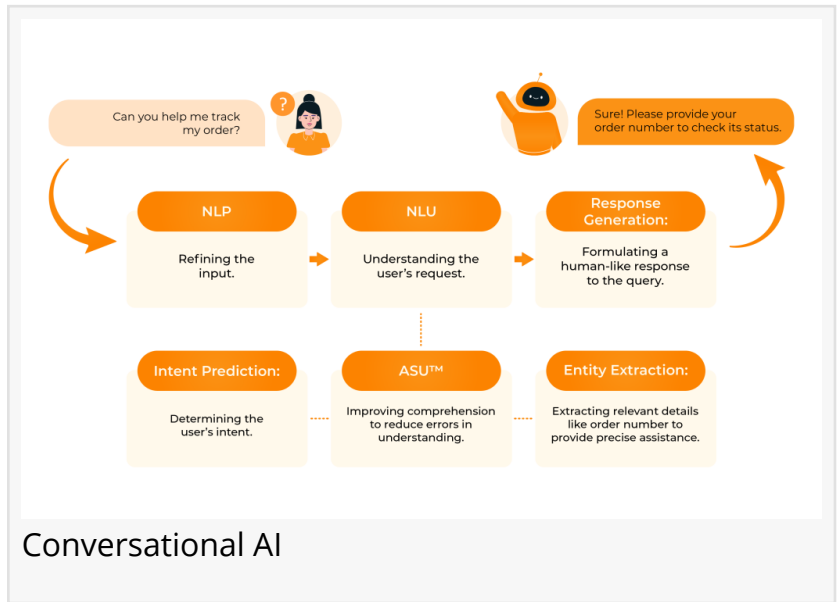 Can you help me track
my order?
?
Sure! Please provide your
order number to check its status.
NLP
Refining the
input.
NLU
Understanding the
user's request.
Response
Generation:
Formulating a
human-like response
to the query.
Intent Prediction:
Determining the
user's intent.
ASU™
Improving comprehension
to reduce errors in
understanding.
Entity Extraction:
Extracting relevant details
like order number to
provide precise assistance.
Conversational AI